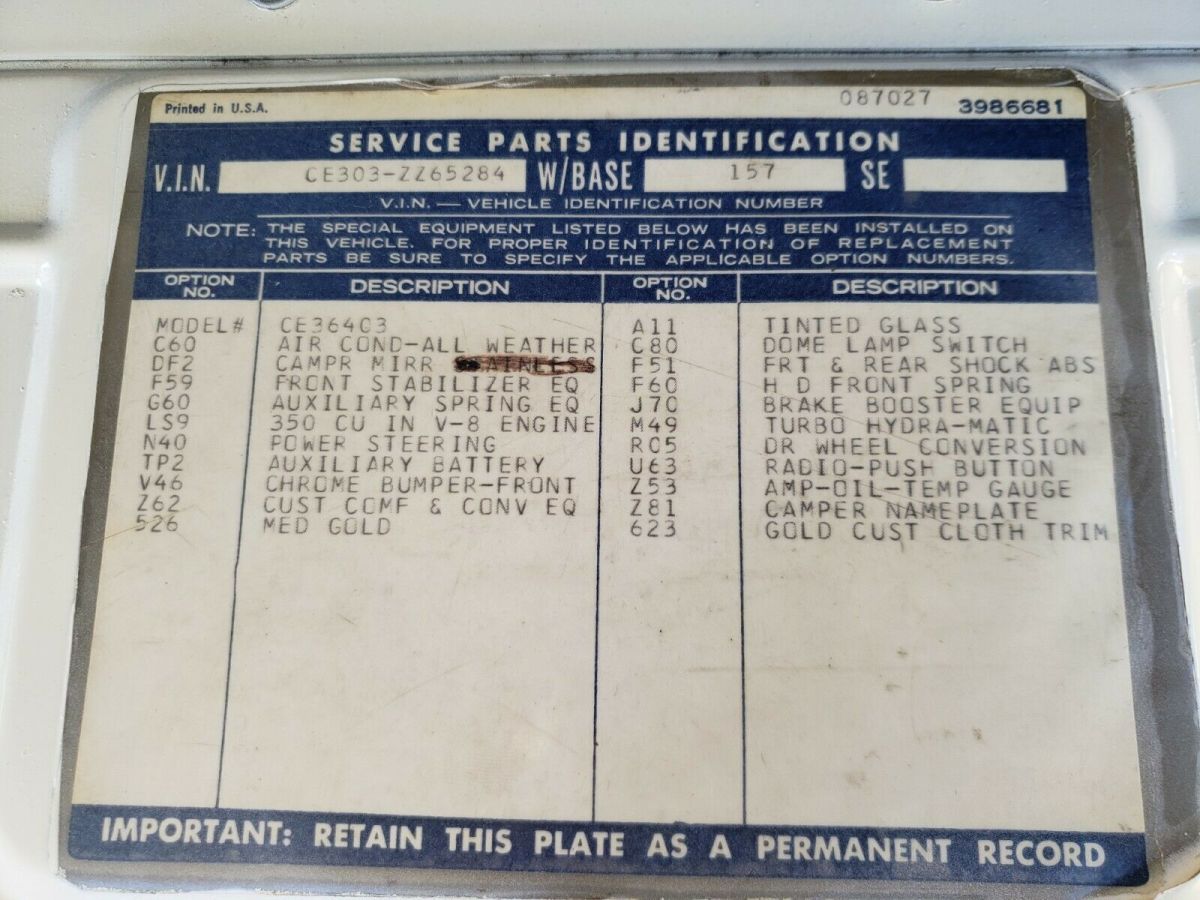 Printed in U.S.A. 087027 3986681
SERVICE PARTS IDENTIFICATION
V.I.N. CE303-ZZ65284 W/BASE 157 SE
V.I.N. — VEHICLE IDENTIFICATION NUMBER
NOTE: THE SPECIAL EQUIPMENT LISTED BELOW HAS BEEN INSTALLED ON
THIS VEHICLE. FOR PROPER IDENTIFICATION OF REPLACEMENT
PARTS BE SURE TO SPECIFY THE APPLICABLE OPTION NUMBERS.
OPTION NO. DESCRIPTION OPTION NO. DESCRIPTION
MODEL# CE36403 A11 TINTED GLASS
C60 AIR COND-ALL WEATHER C80 DOME LAMP SWITCH
DF2 CAMPR MIRR F51 FRT & REAR SHOCK ABS
F59 FRONT STABILIZER EQ F60 H D FRONT SPRING
G60 AUXILIARY SPRING EQ J70 BRAKE BOOSTER EQUIP
LS9 350 CU IN V-8 ENGINE M49 TURBO HYDRA-MATIC
N40 POWER STEERING R05 DR WHEEL CONVERSION
TP2 AUXILIARY BATTERY U63 RADIO-PUSH BUTTON
V46 CHROME BUMPER-FRONT Z53 AMP-OIL-TEMP GAUGE
Z62 CUST COMF & CONV EQ Z81 CAMPER NAMEPLATE
526 MED GOLD 623 GOLD CUST CLOTH TRIM
IMPORTANT: RETAIN THIS PLATE AS A PERMANENT RECORD